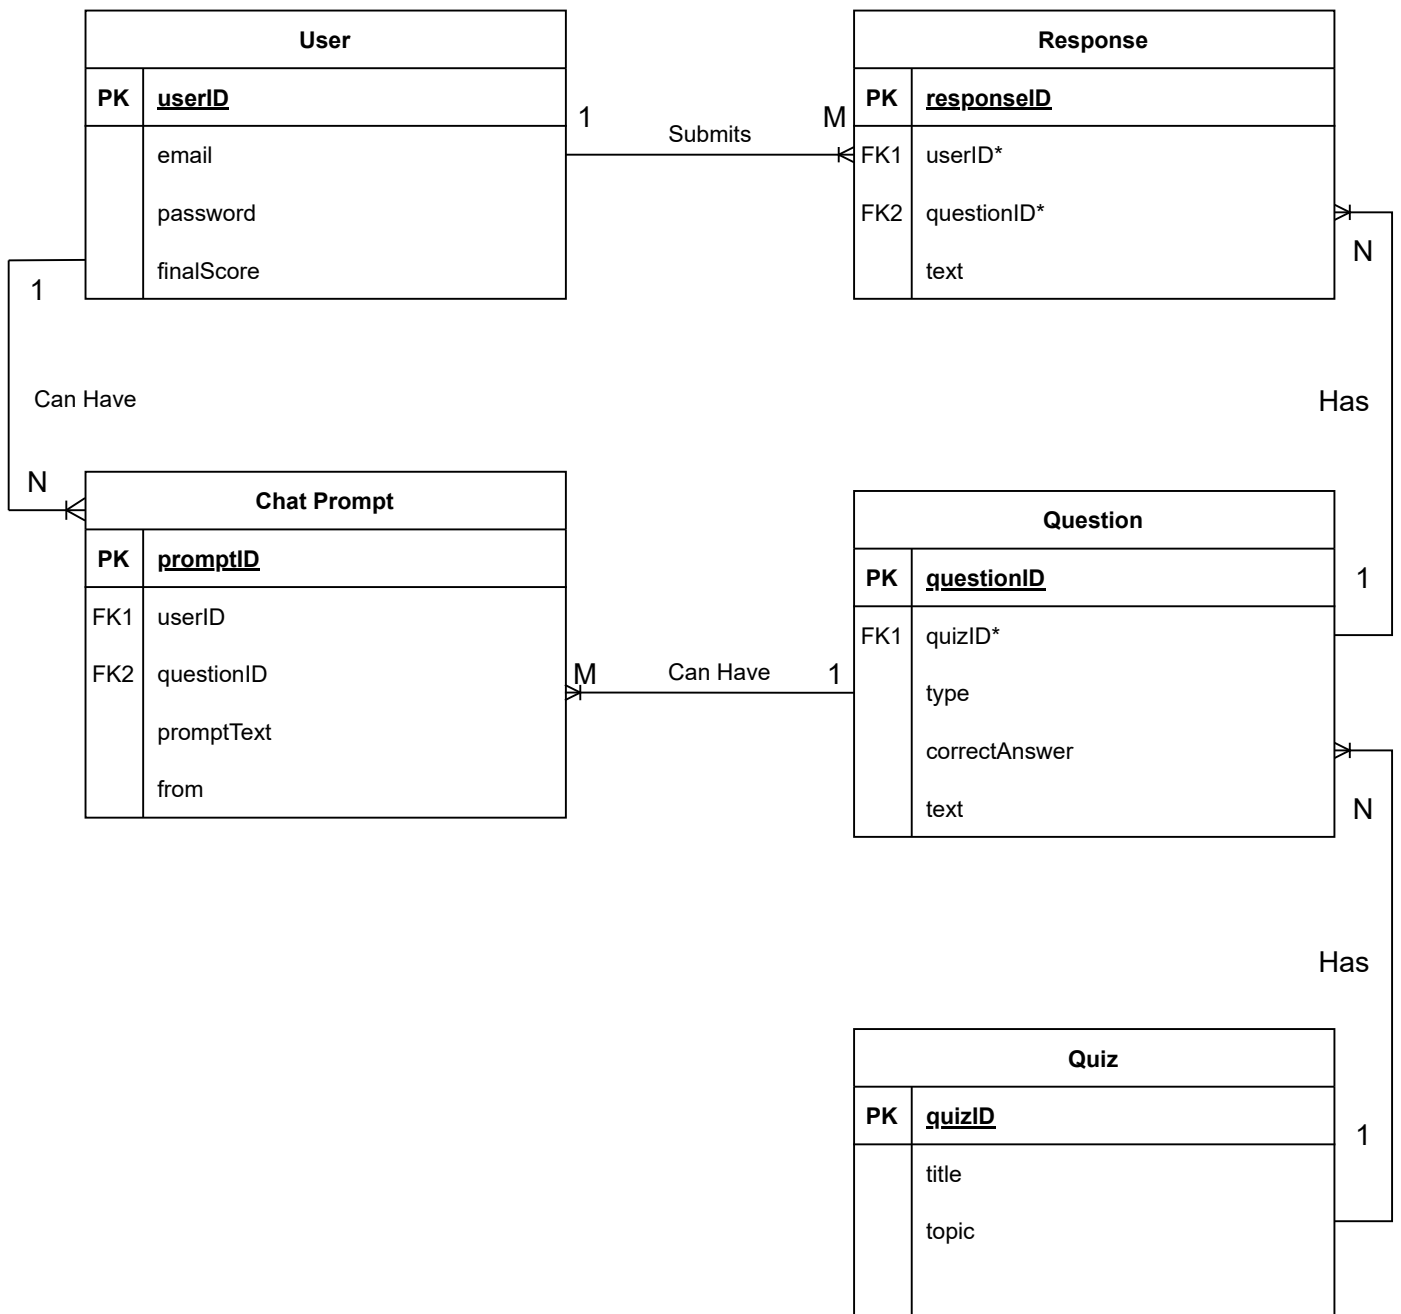 User
PK userID
email
password
finalScore
1
Submits
M
Response
PK responseID
FK1 userID*
FK2 questionID*
text
1
Can Have
N
N
Has
1
Chat Prompt
PK promptID
FK1 userID
FK2 questionID
promptText
from
M
Can Have
1
Question
PK questionID
FK1 quizID*
type
correctAnswer
text
N
Has
1
Quiz
PK quizID
title
topic